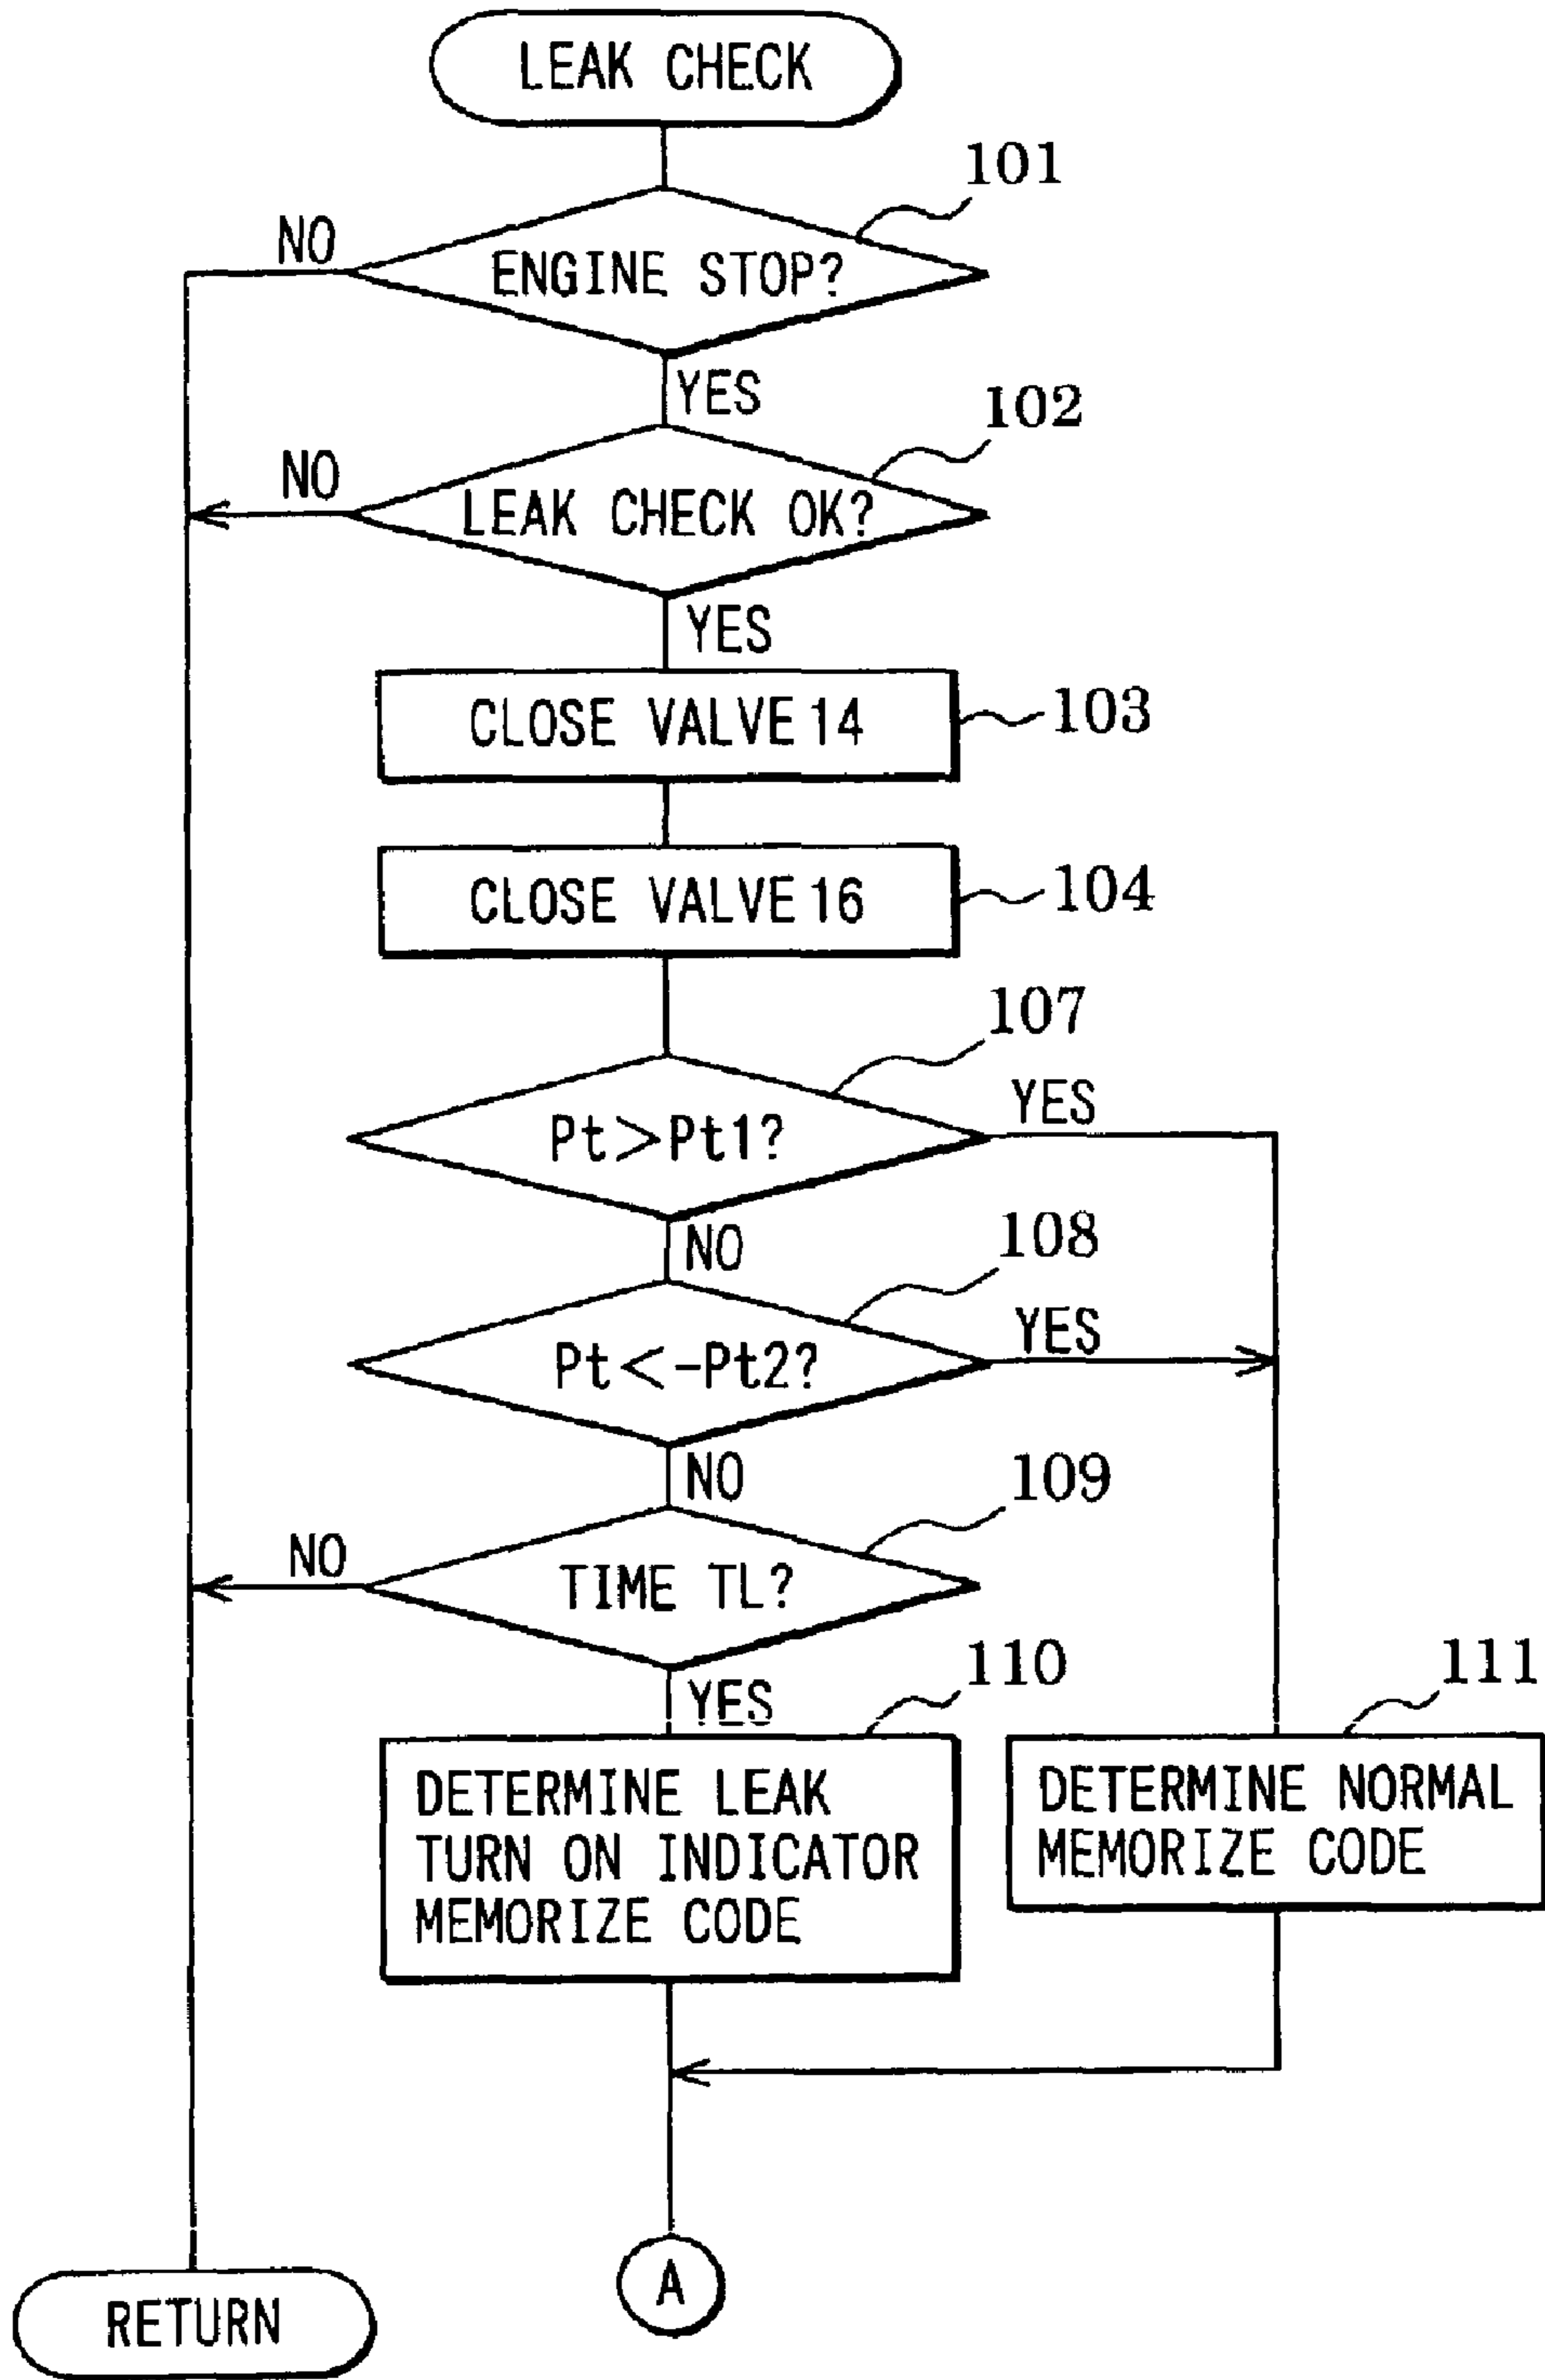 LEAK CHECK
101
NO
ENGINE STOP?
YES
102
NO
LEAK CHECK OK?
YES
CLOSE VALVE 14
103
CLOSE VALVE 16
104
107
YES
Pt>Pt1?
NO
108
YES
Pt<-Pt2?
NO
109
NO
TIME TL?
YES
110
111
DETERMINE LEAK
TURN ON INDICATOR
MEMORIZE CODE
DETERMINE NORMAL
MEMORIZE CODE
A
RETURN